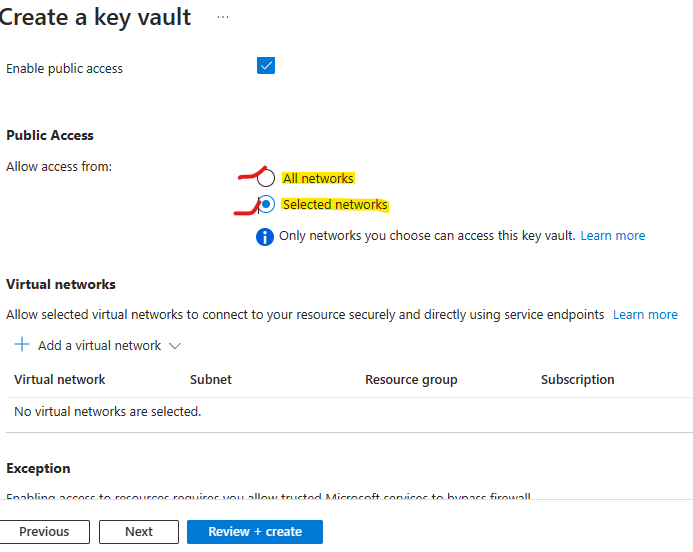 Create a key vault ...
Enable public access
Public Access
Allow access from:
All networks
Selected networks
Only networks you choose can access this key vault. Learn more
Virtual networks
Allow selected virtual networks to connect to your resource securely and directly using service endpoints Learn more
+ Add a virtual network
Virtual network Subnet Resource group Subscription
No virtual networks are selected.
Exception
Enabling access to resources requires you allow trusted Microsoft services to bypass firewall
Previous Next Review + create